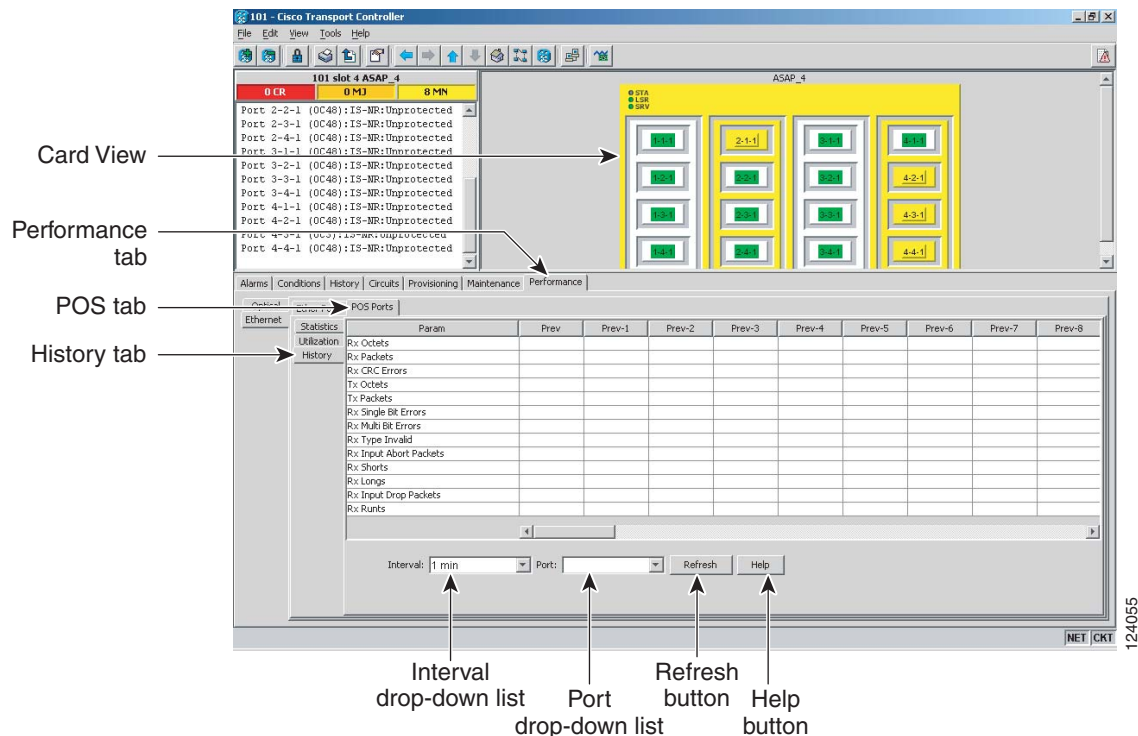 101 - Cisco Transport Controller
File Edit View Tools Help
101 slot 4 ASAP_4
0 CR 0 MJ 8 MN
Port 2-2-1 (OC48):IS-NR:Unprotected
Port 2-3-1 (OC48):IS-NR:Unprotected
Port 2-4-1 (OC48):IS-NR:Unprotected
Port 3-1-1 (OC48):IS-NR:Unprotected
Port 3-2-1 (OC48):IS-NR:Unprotected
Port 3-3-1 (OC48):IS-NR:Unprotected
Port 3-4-1 (OC48):IS-NR:Unprotected
Port 4-1-1 (OC48):IS-NR:Unprotected
Port 4-2-1 (OC48):IS-NR:Unprotected
Port 4-3-1 (OC3):IS-NR:Unprotected
Port 4-4-1 (OC48):IS-NR:Unprotected
ASAP_4
STA
LSR
SRV
1-1-1 2-1-1 3-1-1 4-1-1
1-2-1 2-2-1 3-2-1 4-2-1
1-3-1 2-3-1 3-3-1 4-3-1
1-4-1 2-4-1 3-4-1 4-4-1
Card View
Performance
tab
POS tab
History tab
Alarms Conditions History Circuits Provisioning Maintenance Performance
Optical
Ethernet
POS Ports
Statistics
Utilization
History
Param Prev Prev-1 Prev-2 Prev-3 Prev-4 Prev-5 Prev-6 Prev-7 Prev-8
Rx Octets
Rx Packets
Rx CRC Errors
Tx Octets
Tx Packets
Rx Single Bit Errors
Rx Multi Bit Errors
Rx Type Invalid
Rx Input Abort Packets
Rx Shorts
Rx Longs
Rx Input Drop Packets
Rx Runts
Interval: 1 min Port: Refresh Help
NET CKT
124055
Interval
drop-down list
Port
drop-down list
Refresh
button
Help
button